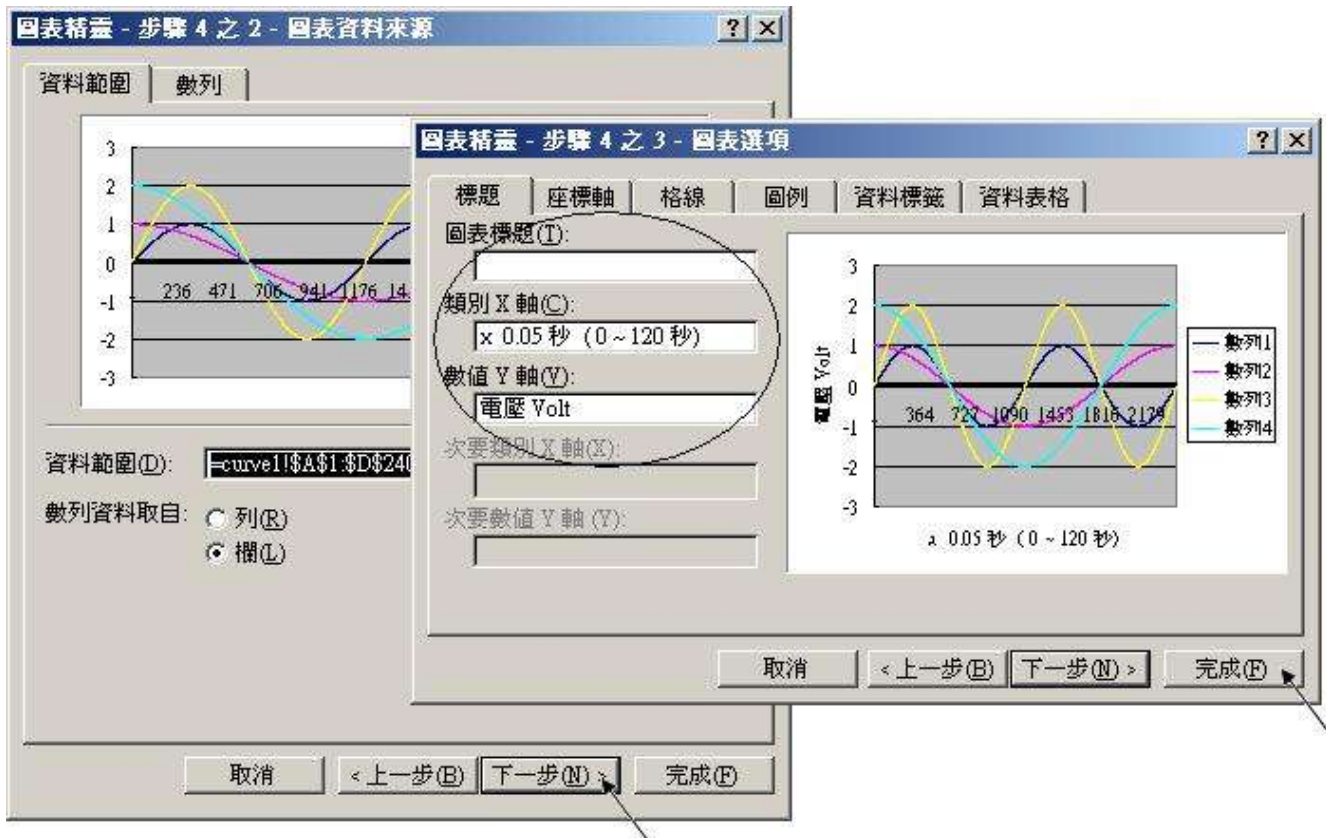 圖表精靈 - 步驟 4 之 2 - 圖表資料來源
資料範圍
數列
3
2
1
0
-1
-2
-3
236 471 706 941 1176
資料範圍(D):
=curve1!$A$1:$D$240
數列資料取自:
列(R)
欄(L)
取消
< 上一步(B)
下一步(N) >
完成(F)
圖表精靈 - 步驟 4 之 3 - 圖表選項
標題
座標軸
格線
圖例
資料標籤
資料表格
圖表標題(T):
類別 X 軸(C):
x 0.05 秒 ( 0 ~ 120 秒)
數值 Y 軸(V):
電壓 Volt
次要類別 X 軸(X):
次要數值 Y 軸 (Y):
3
2
1
0
-1
-2
-3
電壓 Volt
364 727 1090 1453 1816 2179
0.05 秒 ( 0 ~ 120 秒)
數列1
數列2
數列3
數列4
取消
< 上一步(B)
下一步(N) >
完成(F)